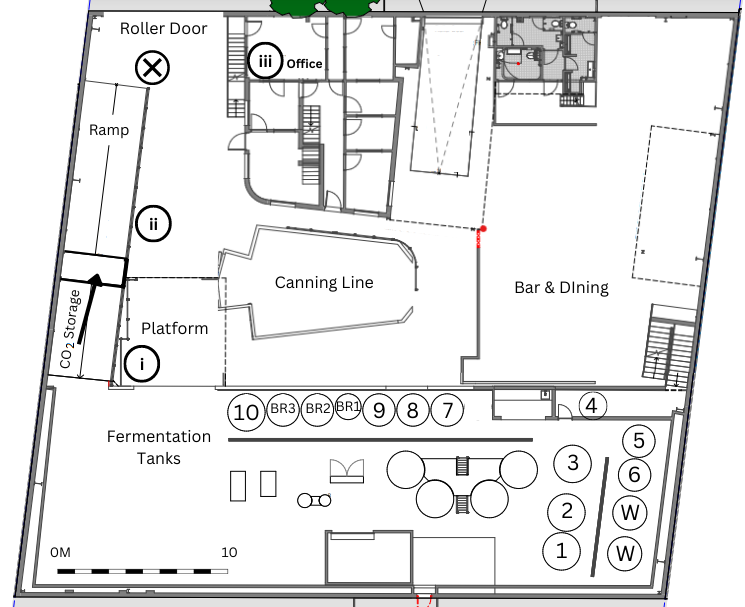 Roller Door
iii Office
Ramp
ii
Canning Line
Bar & DIning
CO2 Storage
Platform
i
10
BR3
BR2
BR1
9
8
7
4
Fermentation
Tanks
5
3
6
2
W
1
W
0M 10